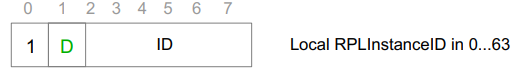 0 1 2 3 4 5 6 7
1 D ID Local RPLInstanceID in 0...63